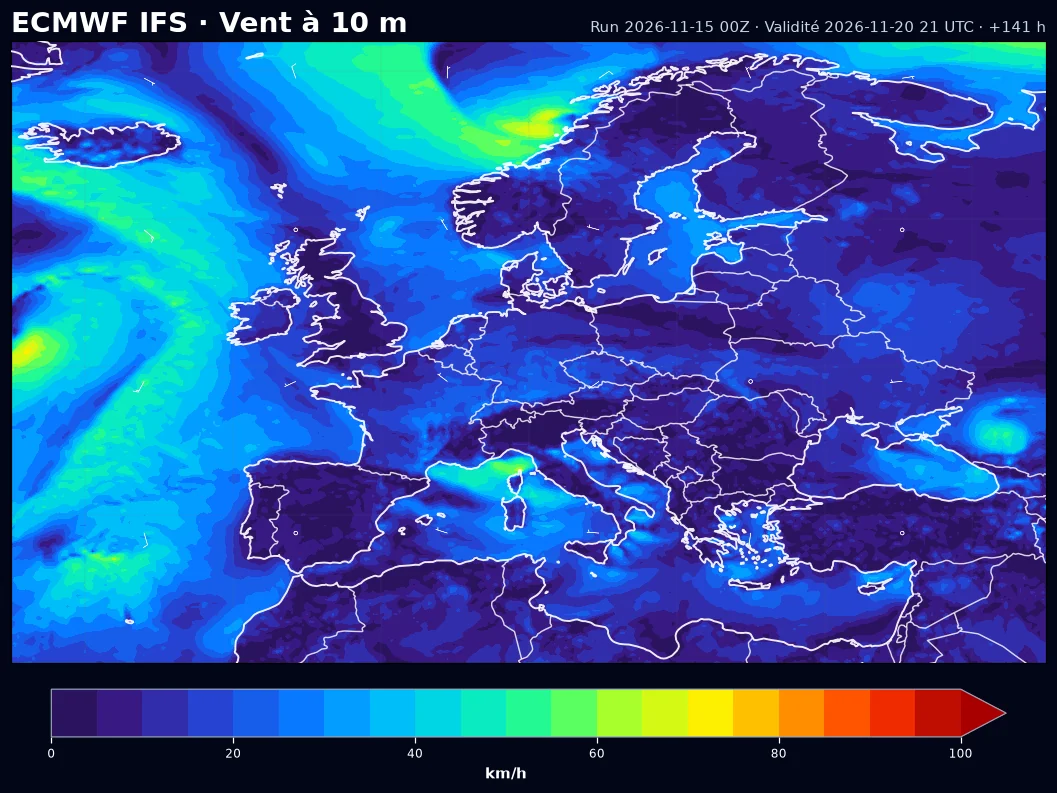 ECMWF IFS · Vent à 10 m
Run 2026-11-15 00Z · Validité 2026-11-20 21 UTC · +141 h
0 20 40 60 80 100
km/h